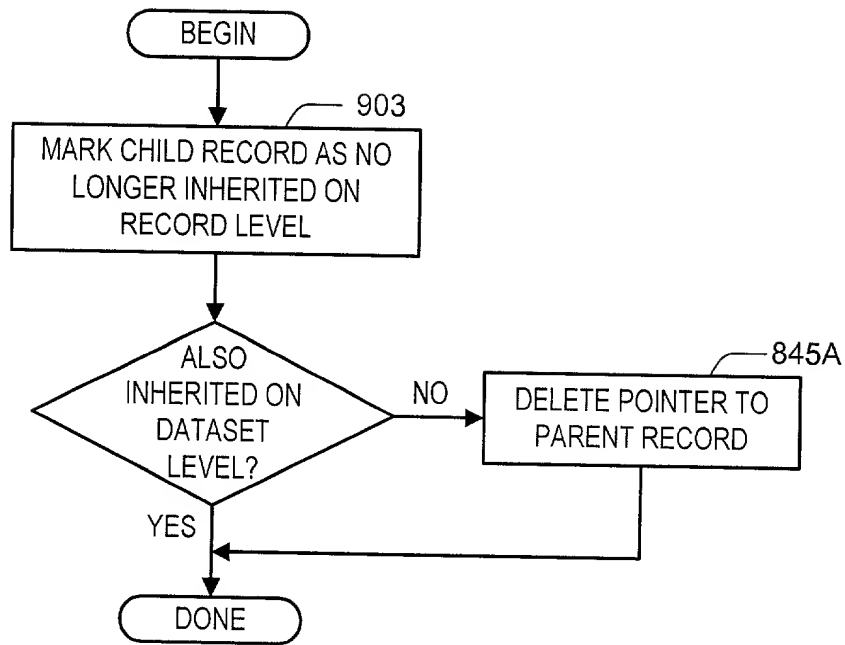 BEGIN
903
MARK CHILD RECORD AS NO
LONGER INHERITED ON
RECORD LEVEL
ALSO
INHERITED ON
DATASET
LEVEL?
NO
845A
DELETE POINTER TO
PARENT RECORD
YES
DONE